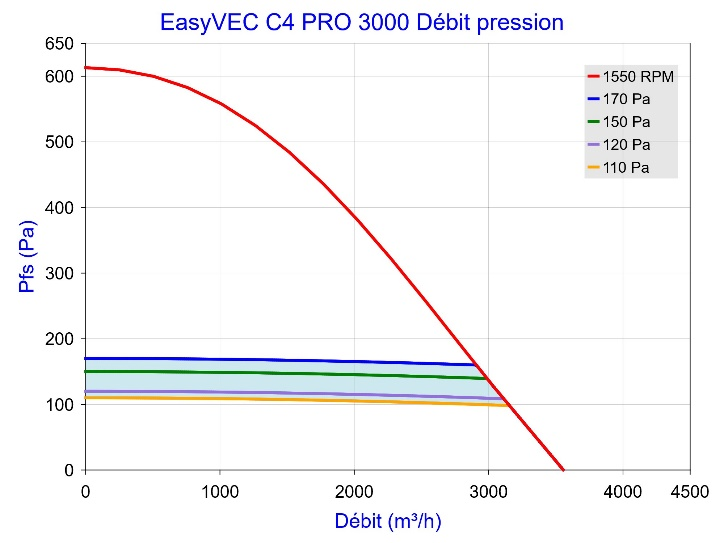 EasyVEC C4 PRO 3000 Débit pression
650
600
500
400
300
200
100
0
Pfs (Pa)
1550 RPM
170 Pa
150 Pa
120 Pa
110 Pa
0 1000 2000 3000 4000 4500
Débit (m³/h)